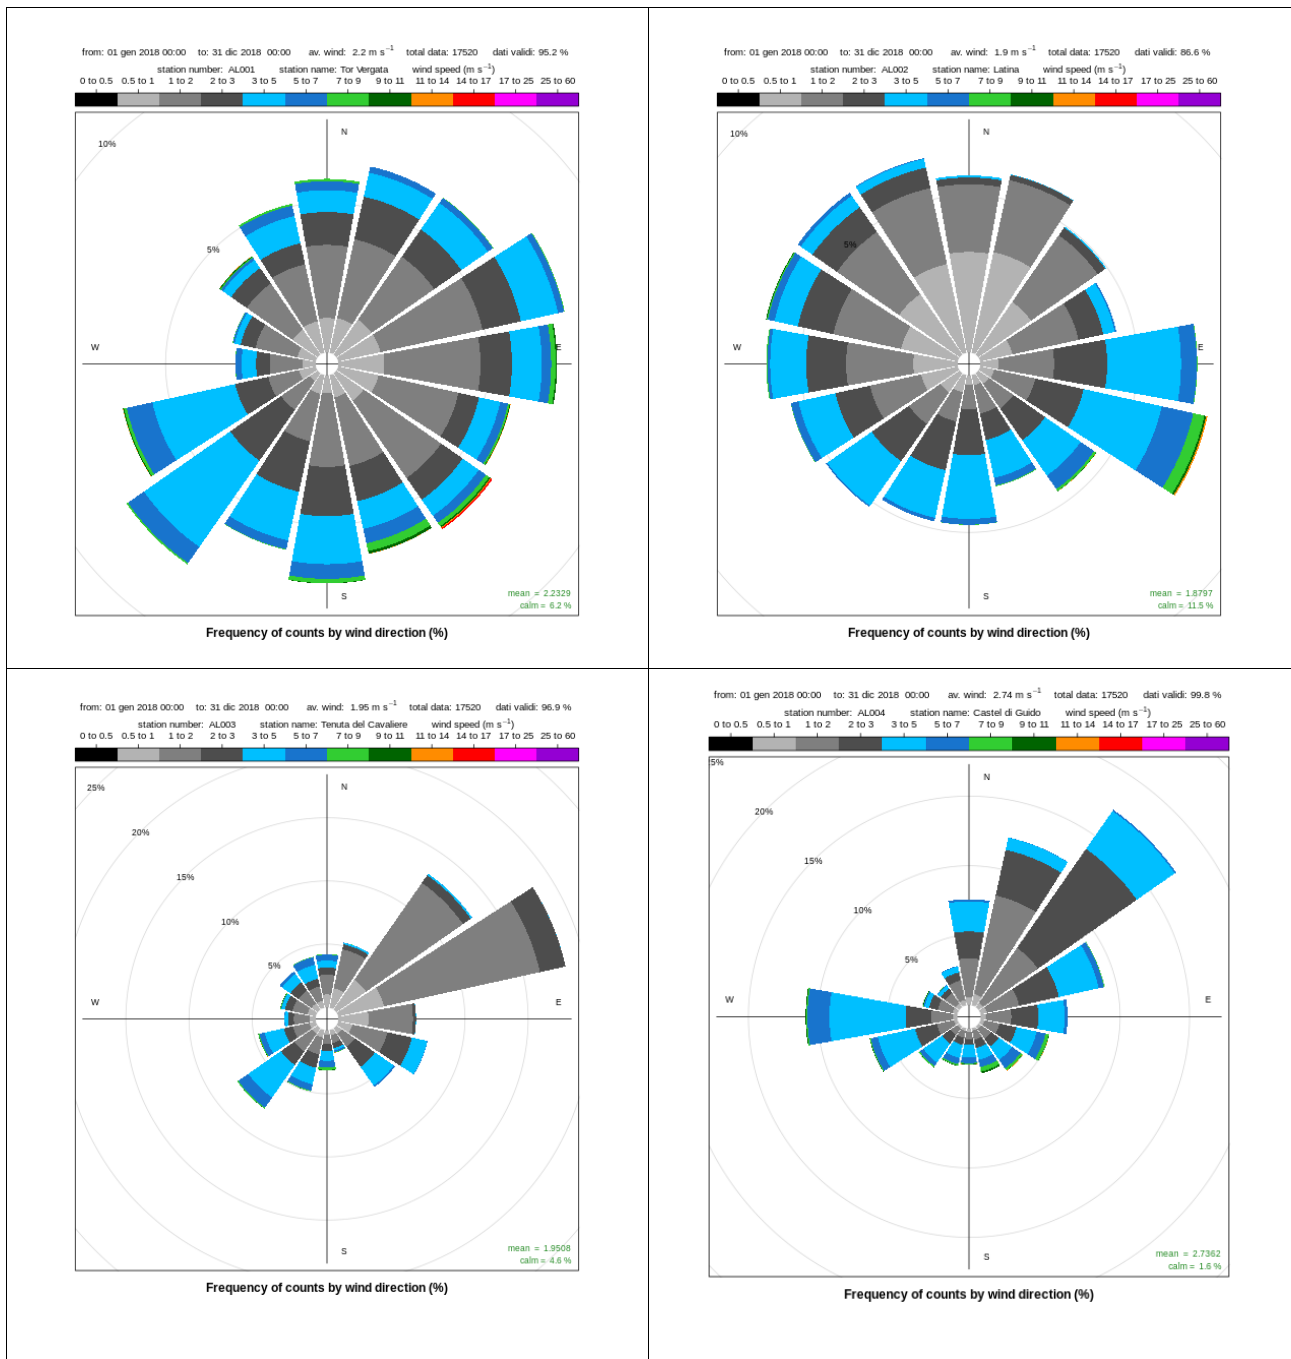 from: 01 gen 2018 00:00 to: 31 dic 2018 00:00 av. wind: 2.2 m s−1 total data: 17520 dati validi: 95.2 %
station number: AL001 station name: Tor Vergata wind speed (m s−1)
0 to 0.5 0.5 to 1 1 to 2 2 to 3 3 to 5 5 to 7 7 to 9 9 to 11 11 to 14 14 to 17 17 to 25 25 to 60
N
10%
5%
W
E
S
mean = 2.2329
calm = 6.2 %
Frequency of counts by wind direction (%)
from: 01 gen 2018 00:00 to: 31 dic 2018 00:00 av. wind: 1.9 m s−1 total data: 17520 dati validi: 86.6 %
station number: AL002 station name: Latina wind speed (m s−1)
0 to 0.5 0.5 to 1 1 to 2 2 to 3 3 to 5 5 to 7 7 to 9 9 to 11 11 to 14 14 to 17 17 to 25 25 to 60
N
10%
5%
W
E
S
mean = 1.8797
calm = 11.5 %
Frequency of counts by wind direction (%)
from: 01 gen 2018 00:00 to: 31 dic 2018 00:00 av. wind: 1.95 m s−1 total data: 17520 dati validi: 96.9 %
station number: AL003 station name: Tenuta del Cavaliere wind speed (m s−1)
0 to 0.5 0.5 to 1 1 to 2 2 to 3 3 to 5 5 to 7 7 to 9 9 to 11 11 to 14 14 to 17 17 to 25 25 to 60
N
25%
20%
15%
10%
5%
W
E
S
mean = 1.9508
calm = 4.6 %
Frequency of counts by wind direction (%)
from: 01 gen 2018 00:00 to: 31 dic 2018 00:00 av. wind: 2.74 m s−1 total data: 17520 dati validi: 99.8 %
station number: AL004 station name: Castel di Guido wind speed (m s−1)
0 to 0.5 0.5 to 1 1 to 2 2 to 3 3 to 5 5 to 7 7 to 9 9 to 11 11 to 14 14 to 17 17 to 25 25 to 60
5%
N
20%
15%
10%
5%
W
E
S
mean = 2.7362
calm = 1.6 %
Frequency of counts by wind direction (%)